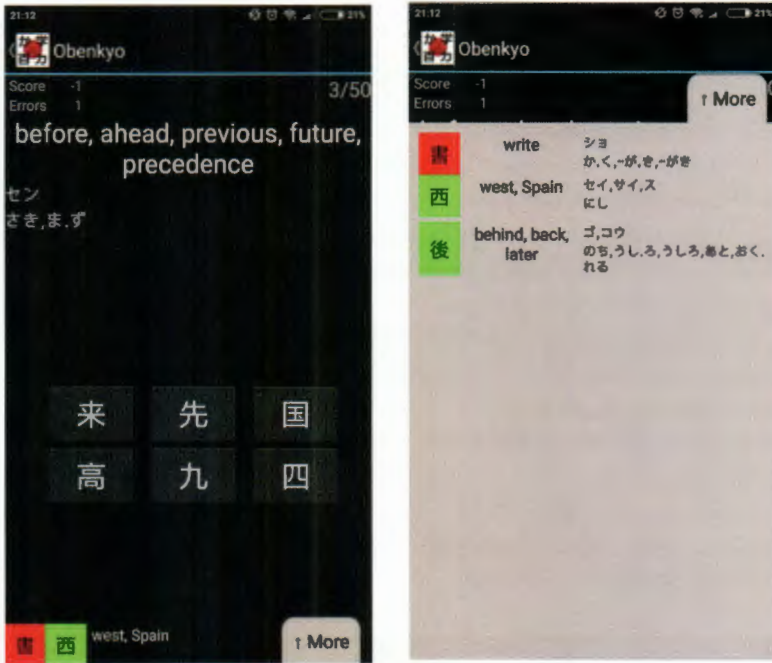 21:12
21%
Obenkyo
Score -1
Errors 1
3/50
before, ahead, previous, future,
precedence
セン
さき,ま.ず
来 先 国
高 九 四
書 西 west, Spain
↑ More
21:12
21%
Obenkyo
Score -1
Errors 1
↑ More
書 write ショ
か.く,-が.き,-がき
西 west, Spain セイ,サイ,ス
にし
後 behind, back, ゴ,コウ
later のち,うし.ろ,うしろ,あと,おく.
れる